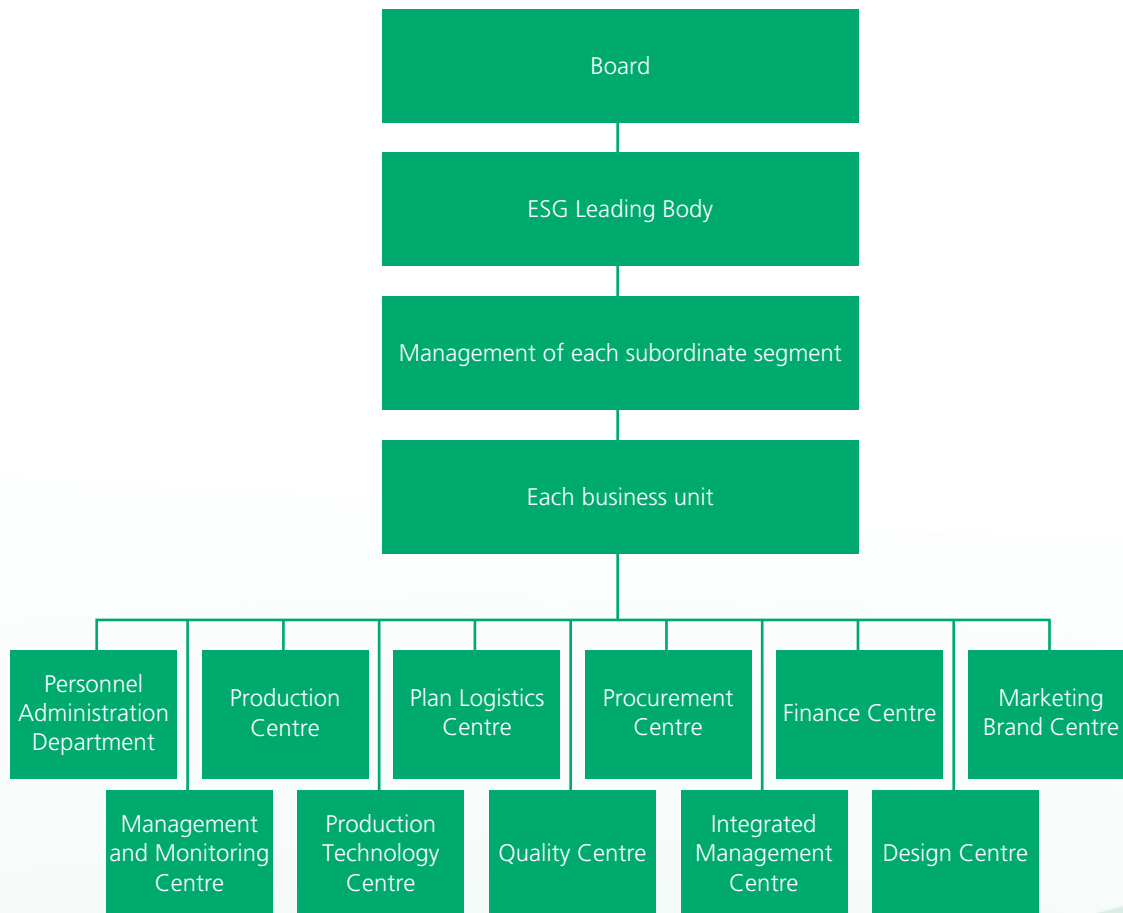 Board
ESG Leading Body
Management of each subordinate segment
Each business unit
Personnel
Administration
Department
Production
Centre
Plan Logistics
Centre
Procurement
Centre
Finance Centre
Marketing
Brand Centre
Management
and Monitoring
Centre
Production
Technology
Centre
Quality Centre
Integrated
Management
Centre
Design Centre